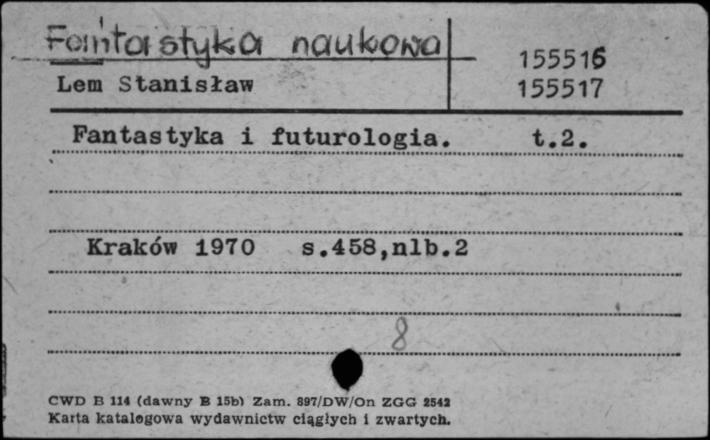 Fantastyka naukowa
155516
Lem Stanisław
155517
Fantastyka i futurologia. t.2.
Kraków 1970 s.458,nlb.2
8
CWD B 114 (dawny B 15b) Zam. 897/DW/On ZGG 2542
Karta katalogowa wydawnictw ciągłych i zwartych.